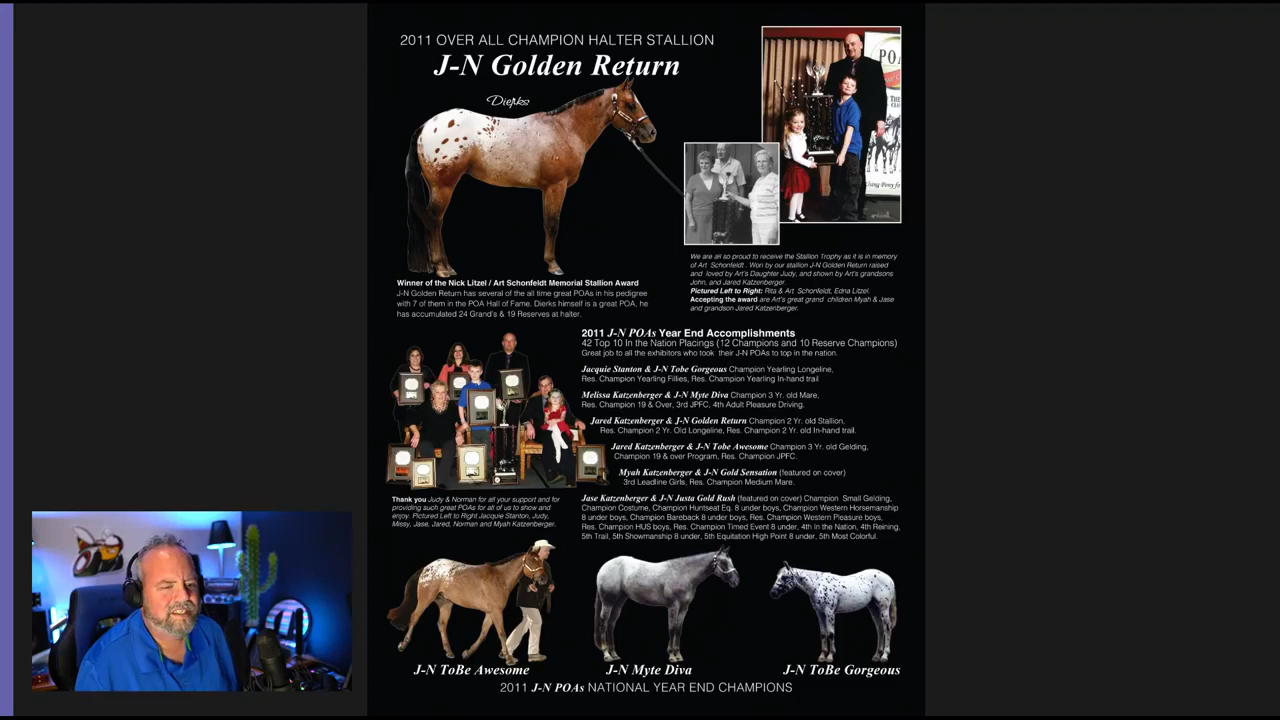 2011 OVER ALL CHAMPION HALTER STALLION
J-N Golden Return
Dierks
POA
THE
Using Pony fo
We are all so proud to receive the Stallion Trophy as it is in memory
of Art Schonfeldt . Won by our stallion J-N Golden Return raised
and loved by Art's Daughter Judy, and shown by Art's grandsons
John, and Jared Katzenberger.
Pictured Left to Right: Rita & Art Schonfeldt, Edna Litzel.
Accepting the award are Art's great grand children Myah & Jase
and grandson Jared Katzenberger.
Winner of the Nick Litzel / Art Schonfeldt Memorial Stallion Award
J-N Golden Return has several of the all time great POAs in his pedigree
with 7 of them in the POA Hall of Fame. Dierks himself is a great POA, he
has accumulated 24 Grand's & 19 Reserves at halter.
2011 J-N POAs Year End Accomplishments
42 Top 10 In the Nation Placings (12 Champions and 10 Reserve Champions)
Great job to all the exhibitors who took their J-N POAs to top in the nation.
Jacquie Stanton & J-N Tobe Gorgeous Champion Yearling Longeline,
Res. Champion Yearling Fillies, Res. Champion Yearling In-hand trail
Melissa Katzenberger & J-N Myte Diva Champion 3 Yr. old Mare,
Res. Champion 19 & Over, 3rd JPFC, 4th Adult Pleasure Driving.
Jared Katzenberger & J-N Golden Return Champion 2 Yr. old Stallion,
Res. Champion 2 Yr. Old Longeline, Res. Champion 2 Yr. old In-hand trail.
Jared Katzenberger & J-N Tobe Awesome Champion 3 Yr. old Gelding,
Champion 19 & over Program, Res. Champion JPFC.
Myah Katzenberger & J-N Gold Sensation (featured on cover)
3rd Leadline Girls, Res. Champion Medium Mare.
Jase Katzenberger & J-N Justa Gold Rush (featured on cover) Champion Small Gelding,
Champion Costume, Champion Huntseat Eq. 8 under boys, Champion Western Horsemanship
8 under boys, Champion Bareback 8 under boys, Res. Champion Western Pleasure boys,
Res. Champion HUS boys, Res. Champion Timed Event 8 under, 4th In the Nation, 4th Reining,
5th Trail, 5th Showmanship 8 under, 5th Equitation High Point 8 under, 5th Most Colorful.
Thank you Judy & Norman for all your support and for
providing such great POAs for all of us to show and
enjoy. Pictured Left to Right Jacquie Stanton, Judy,
Missy, Jase, Jared, Norman and Myah Katzenberger.
J-N ToBe Awesome
J-N Myte Diva
J-N ToBe Gorgeous
2011 J-N POAs NATIONAL YEAR END CHAMPIONS